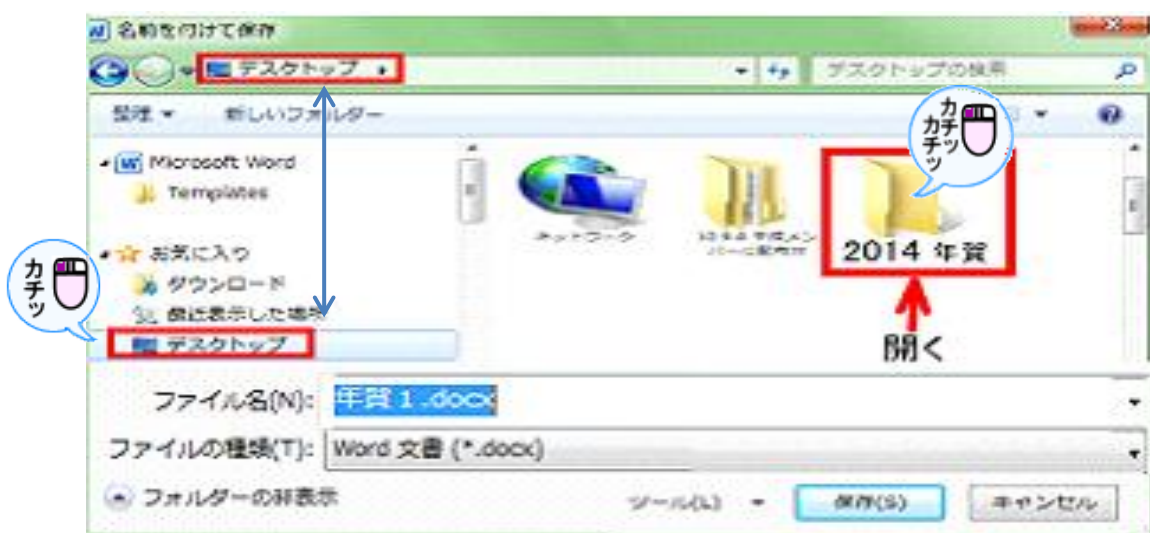 名前を付けて保存
デスクトップ
デスクトップの検索
整理
新しいフォルダー
カチカチッ
Microsoft Word
Templates
ネットワーク
2014 年賀
お気に入り
カチッ
ダウンロード
最近表示した場所
デスクトップ
開く
ファイル名(N):
年賀１.docx
ファイルの種類(T):
Word 文書 (*.docx)
フォルダーの非表示
ツール(L)
保存(S)
キャンセル